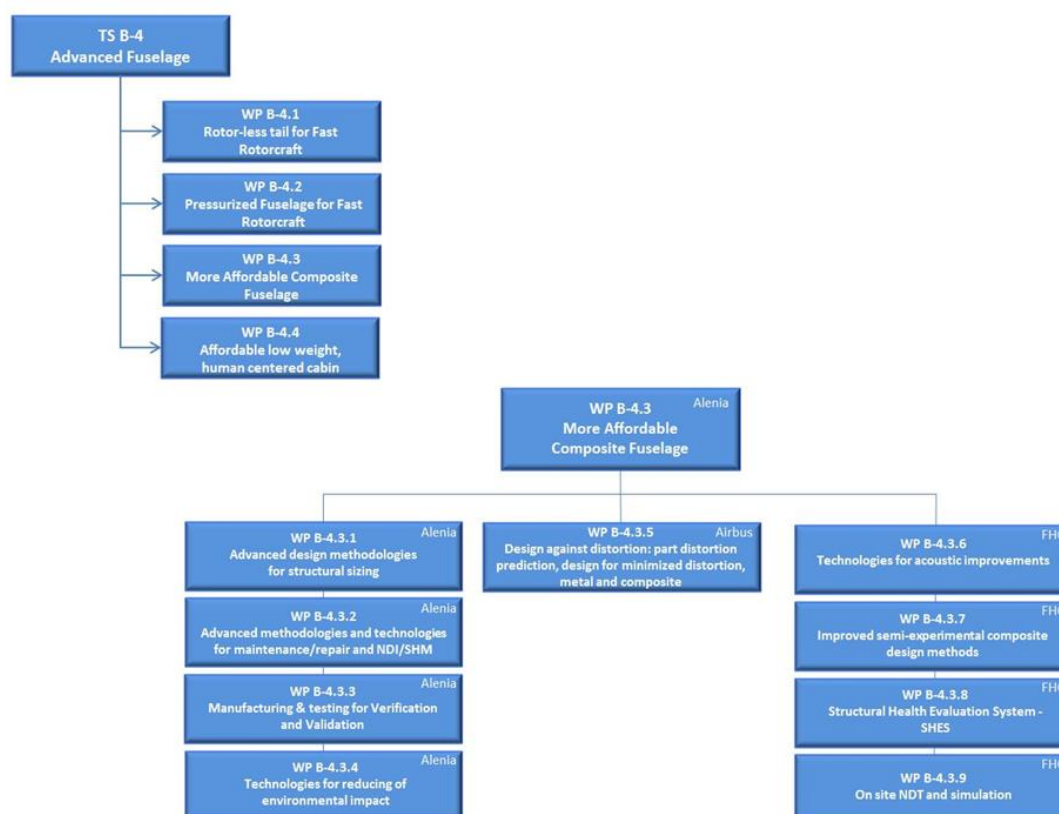 TS B-4
Advanced Fuselage
WP B-4.1
Rotor-less tail for Fast
Rotorcraft
WP B-4.2
Pressurized Fuselage for Fast
Rotorcraft
WP B-4.3
More Affordable Composite
Fuselage
WP B-4.4
Affordable low weight,
human centered cabin
WP B-4.3
Alenia
More Affordable
Composite Fuselage
WP B-4.3.1
Alenia
Advanced design methodologies
for structural sizing
WP B-4.3.2
Alenia
Advanced methodologies and technologies
for maintenance/repair and NDI/SHM
WP B-4.3.3
Alenia
Manufacturing & testing for Verification
and Validation
WP B-4.3.4
Alenia
Technologies for reducing of
environmental impact
WP B-4.3.5
Airbus
Design against distortion: part distortion
prediction, design for minimized distortion,
metal and composite
WP B-4.3.6
Technologies for acoustic improvements
WP B-4.3.7
Improved semi-experimental composite
design methods
WP B-4.3.8
Structural Health Evaluation System -
SHES
WP B-4.3.9
On site NDT and simulation